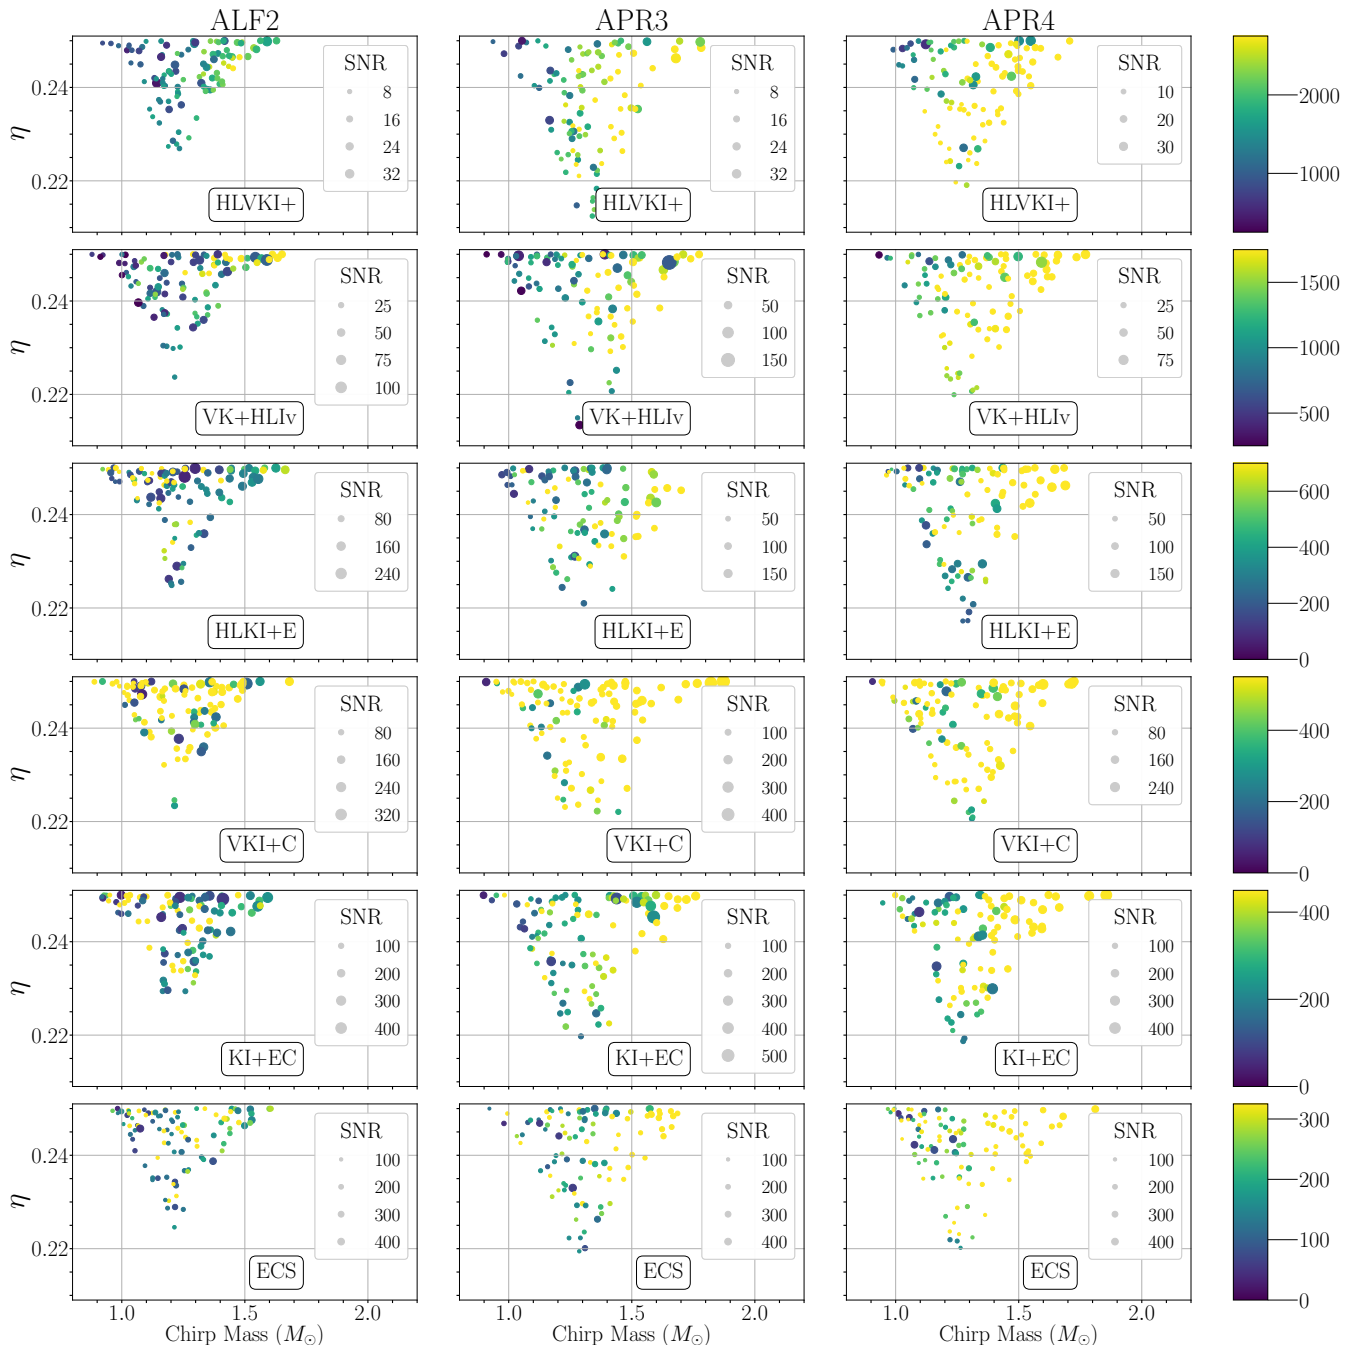 ALF2 APR3 APR4
η 0.24 0.22 SNR 8 16 24 32 HLVKI+
SNR 8 16 24 32 HLVKI+
SNR 10 20 30 HLVKI+
2000 1000
η 0.24 0.22 SNR 25 50 75 100 VK+HLIv
SNR 50 100 150 VK+HLIv
SNR 25 50 75 VK+HLIv
1500 1000 500
η 0.24 0.22 SNR 80 160 240 HLKI+E
SNR 50 100 150 HLKI+E
SNR 50 100 150 HLKI+E
600 400 200 0
η 0.24 0.22 SNR 80 160 240 320 VKI+C
SNR 100 200 300 400 VKI+C
SNR 80 160 240 VKI+C
400 200 0
η 0.24 0.22 SNR 100 200 300 400 KI+EC
SNR 100 200 300 400 500 KI+EC
SNR 100 200 300 400 KI+EC
400 200 0
η 0.24 0.22 SNR 100 200 300 400 ECS
SNR 100 200 300 400 ECS
SNR 100 200 300 400 ECS
300 200 100 0
1.0 1.5 2.0 1.0 1.5 2.0 1.0 1.5 2.0
Chirp Mass (M⊙) Chirp Mass (M⊙) Chirp Mass (M⊙)